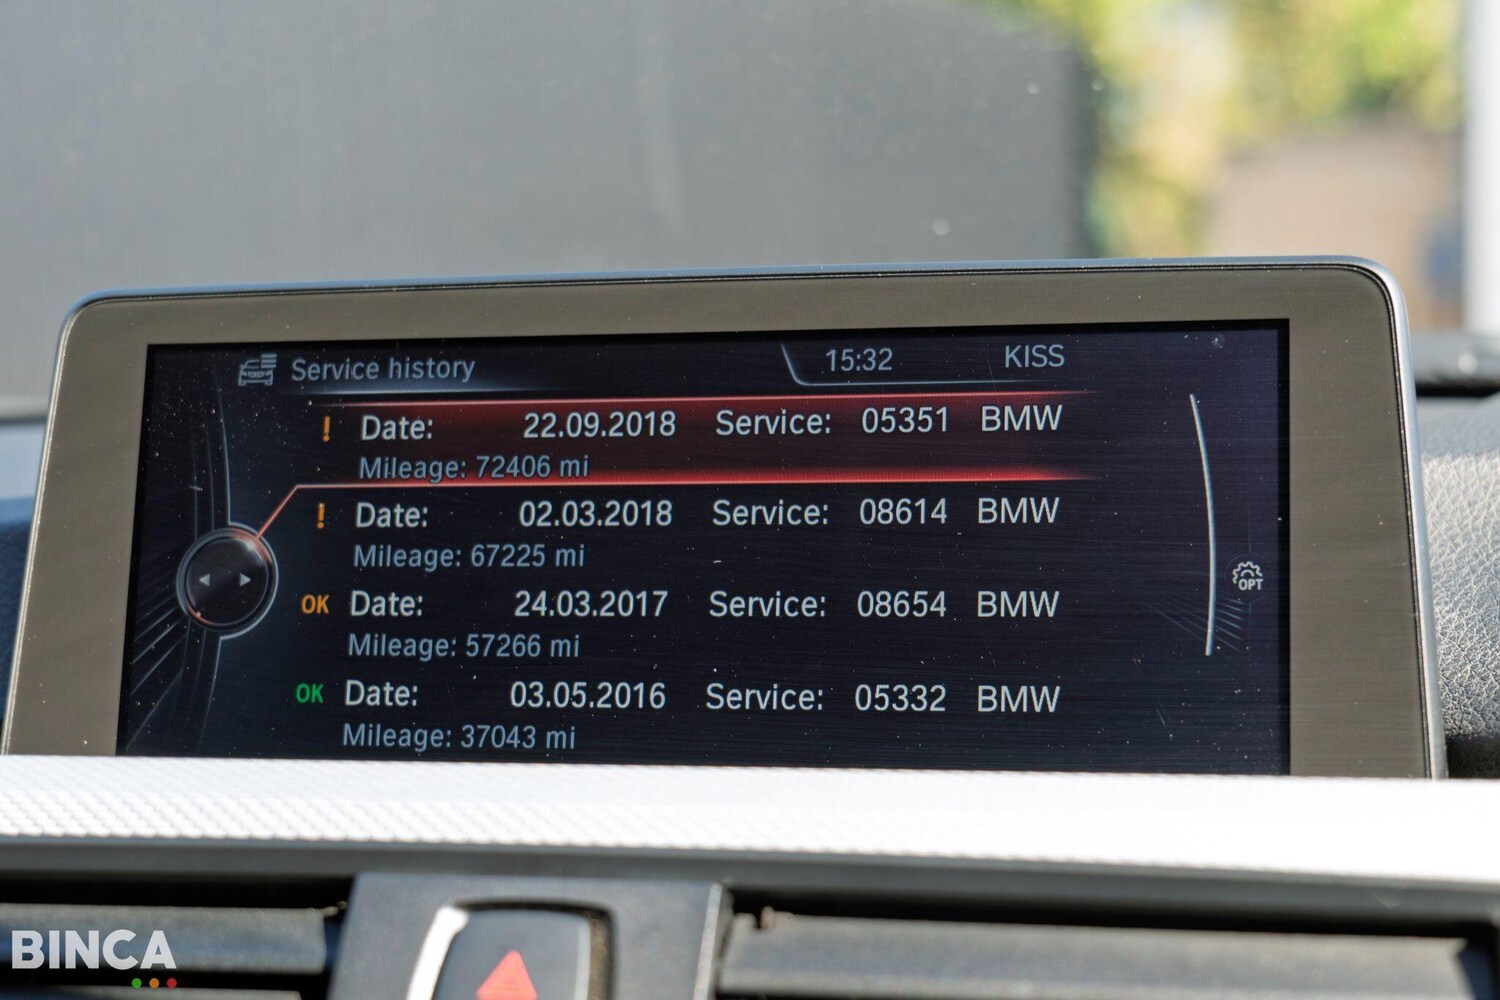 Service history 15:32 KISS
! Date: 22.09.2018 Service: 05351 BMW
Mileage: 72406 mi
! Date: 02.03.2018 Service: 08614 BMW
Mileage: 67225 mi
OPT
OK Date: 24.03.2017 Service: 08654 BMW
Mileage: 57266 mi
OK Date: 03.05.2016 Service: 05332 BMW
Mileage: 37043 mi
BINCA